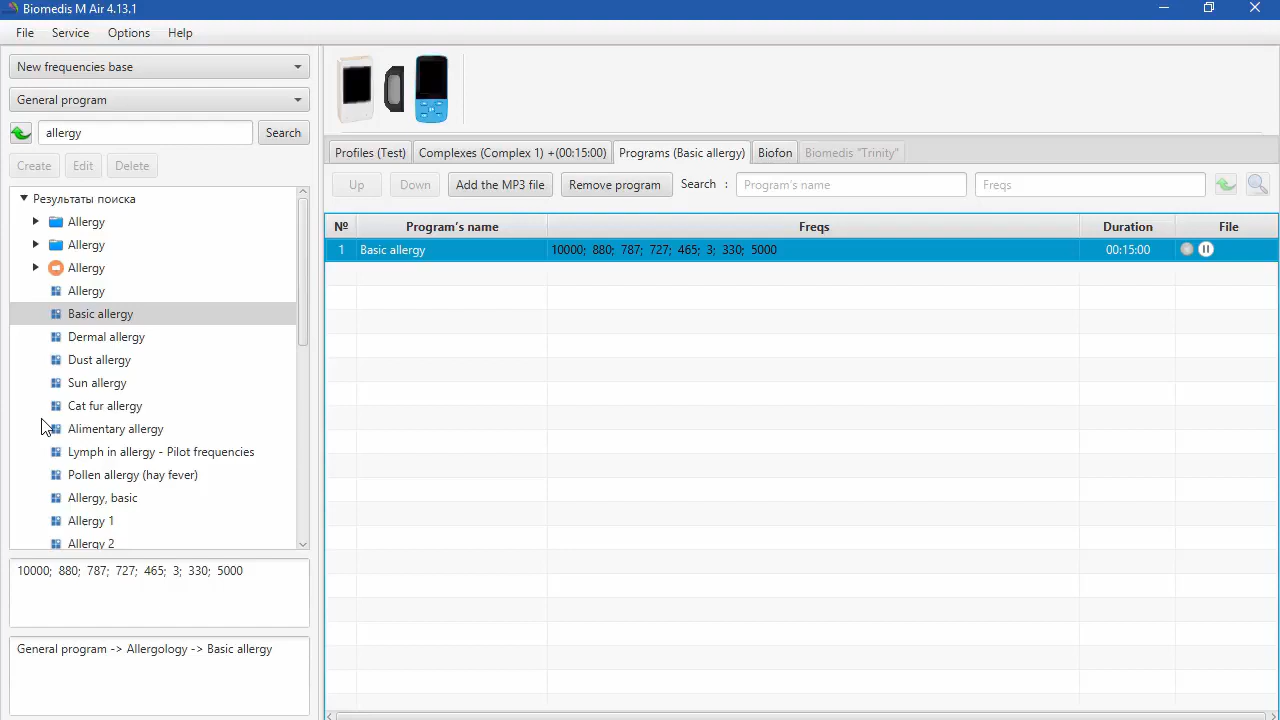 Biomedis M Air 4.13.1
File Service Options Help
New frequencies base
General program
allergy Search
Create Edit Delete
Результаты поиска
Allergy
Allergy
Allergy
Allergy
Basic allergy
Dermal allergy
Dust allergy
Sun allergy
Cat fur allergy
Alimentary allergy
Lymph in allergy - Pilot frequencies
Pollen allergy (hay fever)
Allergy, basic
Allergy 1
Allergy 2
10000; 880; 787; 727; 465; 3; 330; 5000
General program -> Allergology -> Basic allergy
Profiles (Test) Complexes (Complex 1) +(00:15:00) Programs (Basic allergy) Biofon Biomedis "Trinity"
Up Down Add the MP3 file Remove program Search : Program's name Freqs
№ Program's name Freqs Duration File
1 Basic allergy 10000; 880; 787; 727; 465; 3; 330; 5000 00:15:00